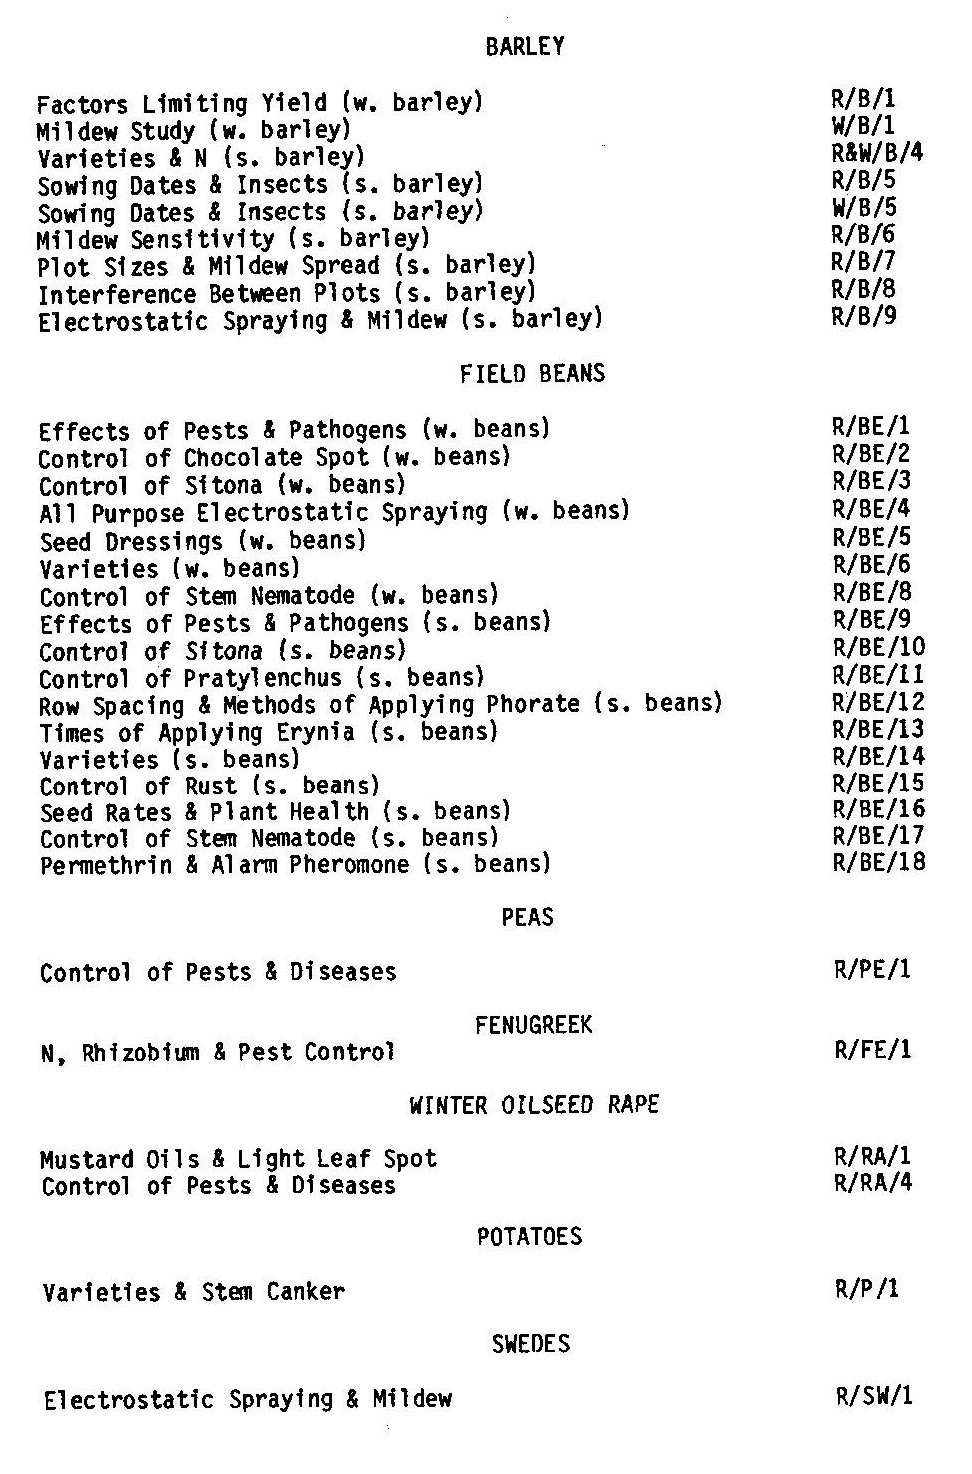 BARLEY
Factors Limiting Yield (w. barley) R/B/1
Mildew Study (w. barley) W/B/1
Varieties & N (s. barley) R&W/B/4
Sowing Dates & Insects (s. barley) R/B/5
Sowing Dates & Insects (s. barley) W/B/5
Mildew Sensitivity (s. barley) R/B/6
Plot Sizes & Mildew Spread (s. barley) R/B/7
Interference Between Plots (s. barley) R/B/8
Electrostatic Spraying & Mildew (s. barley) R/B/9
FIELD BEANS
Effects of Pests & Pathogens (w. beans) R/BE/1
Control of Chocolate Spot (w. beans) R/BE/2
Control of Sitona (w. beans) R/BE/3
All Purpose Electrostatic Spraying (w. beans) R/BE/4
Seed Dressings (w. beans) R/BE/5
Varieties (w. beans) R/BE/6
Control of Stem Nematode (w. beans) R/BE/8
Effects of Pests & Pathogens (s. beans) R/BE/9
Control of Sitona (s. beans) R/BE/10
Control of Pratylenchus (s. beans) R/BE/11
Row Spacing & Methods of Applying Phorate (s. beans) R/BE/12
Times of Applying Erynia (s. beans) R/BE/13
Varieties (s. beans) R/BE/14
Control of Rust (s. beans) R/BE/15
Seed Rates & Plant Health (s. beans) R/BE/16
Control of Stem Nematode (s. beans) R/BE/17
Permethrin & Alarm Pheromone (s. beans) R/BE/18
PEAS
Control of Pests & Diseases R/PE/1
FENUGREEK
N, Rhizobium & Pest Control R/FE/1
WINTER OILSEED RAPE
Mustard Oils & Light Leaf Spot R/RA/1
Control of Pests & Diseases R/RA/4
POTATOES
Varieties & Stem Canker R/P/1
SWEDES
Electrostatic Spraying & Mildew R/SW/1